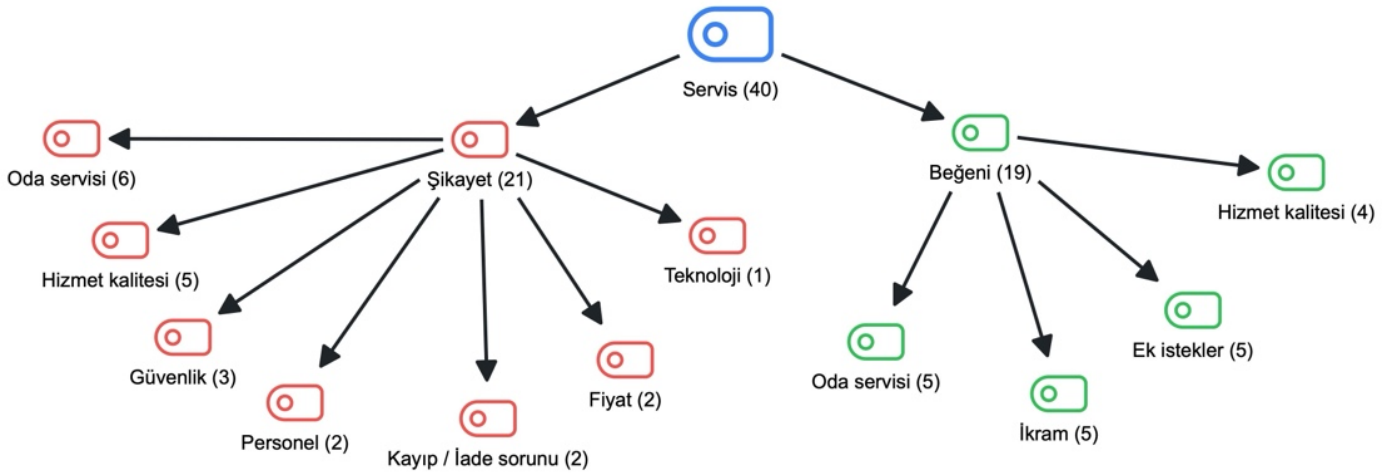 Servis (40)
Şikayet (21)
Beğeni (19)
Oda servisi (6)
Hizmet kalitesi (5)
Güvenlik (3)
Personel (2)
Kayıp / İade sorunu (2)
Fiyat (2)
Teknoloji (1)
Oda servisi (5)
İkram (5)
Ek istekler (5)
Hizmet kalitesi (4)